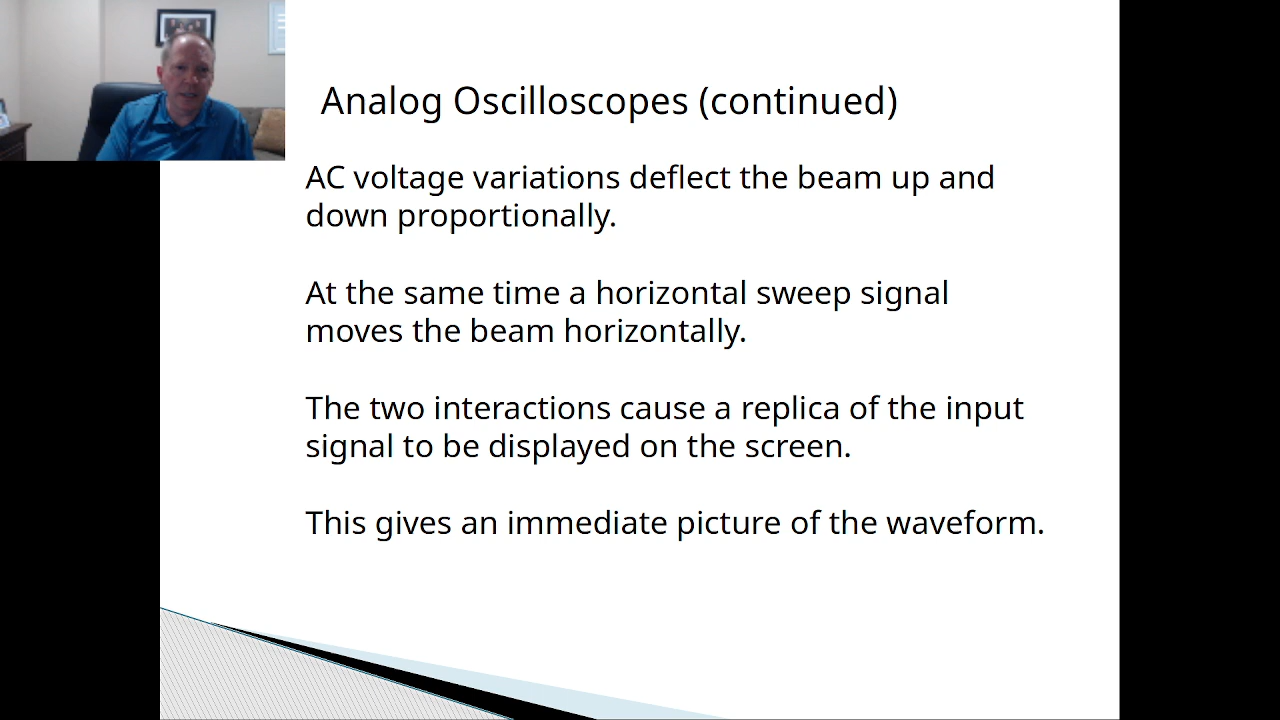 Analog Oscilloscopes (continued)
AC voltage variations deflect the beam up and
down proportionally.
At the same time a horizontal sweep signal
moves the beam horizontally.
The two interactions cause a replica of the input
signal to be displayed on the screen.
This gives an immediate picture of the waveform.